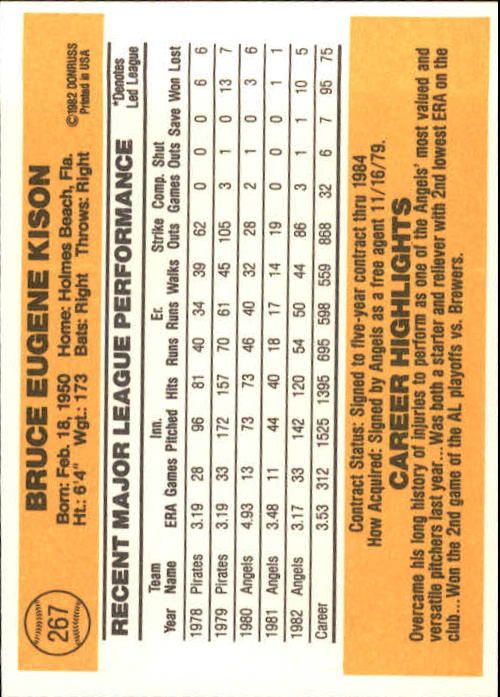 267
BRUCE EUGENE KISON
Born: Feb. 18, 1950 Home: Holmes Beach, Fla.
Ht.: 6'4" Wgt.: 173 Bats: Right Throws: Right
©1982 DONRUSS
Printed in USA
RECENT MAJOR LEAGUE PERFORMANCE
*Denotes
Led League
Team Inn. Er. Strike Comp. Shut
Year Name ERA Games Pitched Hits Runs Runs Walks Outs Games Outs Save Won Lost
1978 Pirates 3.19 28 96 81 40 34 39 62 0 0 0 6 6
1979 Pirates 3.19 33 172 157 70 61 45 105 3 1 0 13 7
1980 Angels 4.93 13 73 73 46 40 32 28 2 1 0 3 6
1981 Angels 3.48 11 44 40 18 17 14 19 0 0 0 1 1
1982 Angels 3.17 33 142 120 54 50 44 86 3 1 1 10 5
Career 3.53 312 1525 1395 695 598 559 868 32 6 7 95 75
Contract Status: Signed to five-year contract thru 1984
How Acquired: Signed by Angels as a free agent 11/16/79.
CAREER HIGHLIGHTS
Overcame his long history of injuries to perform as one of the Angels' most valued and
versatile pitchers last year...Was both a starter and reliever with 2nd lowest ERA on the
club...Won the 2nd game of the AL playoffs vs. Brewers.